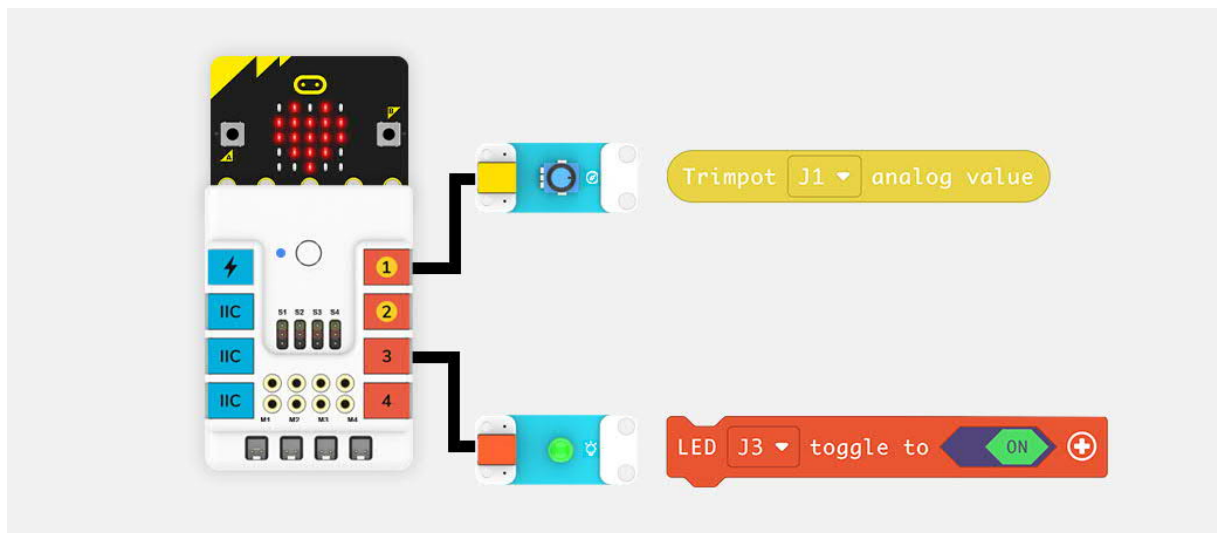 A
B
1
IIC
S1 S2 S3 S4
2
IIC
3
IIC
4
M1 M2 M3 M4
Trimpot J1 analog value
LED J3 toggle to ON